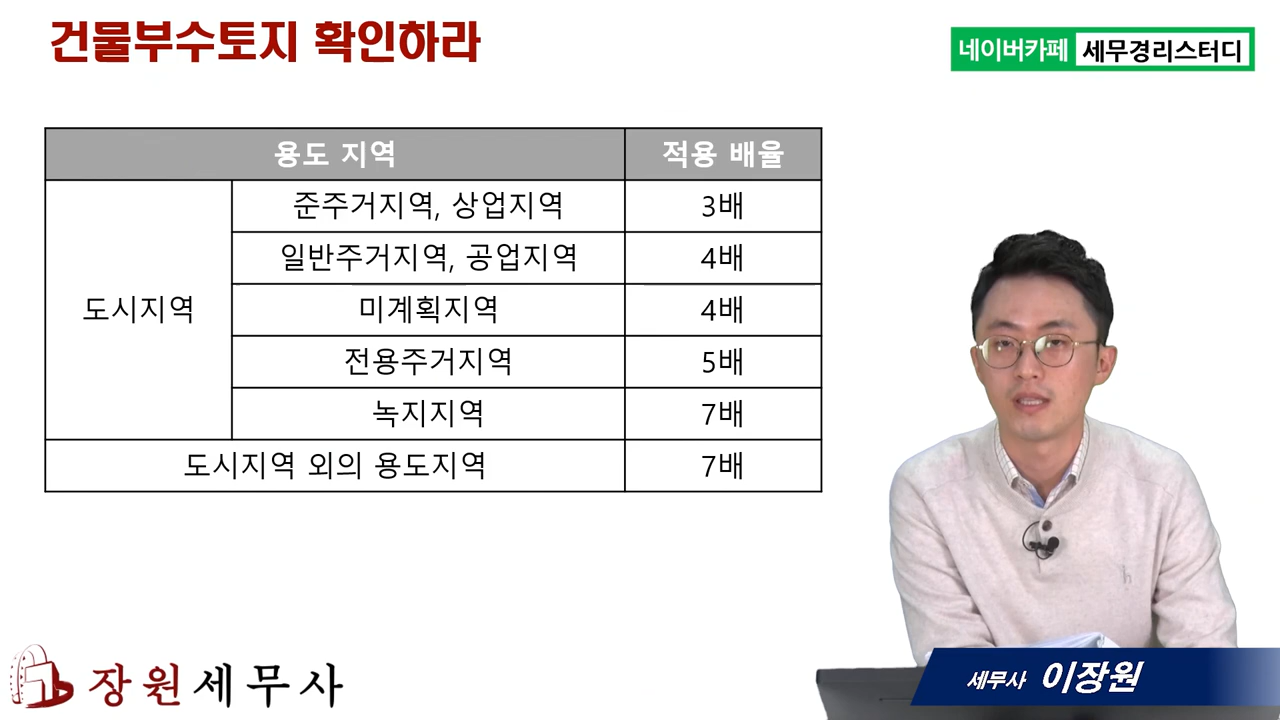 건물부수토지 확인하라
네이버카페 세무경리스터디
용도 지역 적용 배율
준주거지역, 상업지역 3배
일반주거지역, 공업지역 4배
도시지역 미계획지역 4배
전용주거지역 5배
녹지지역 7배
도시지역 외의 용도지역 7배
장원세무사
세무사 이장원